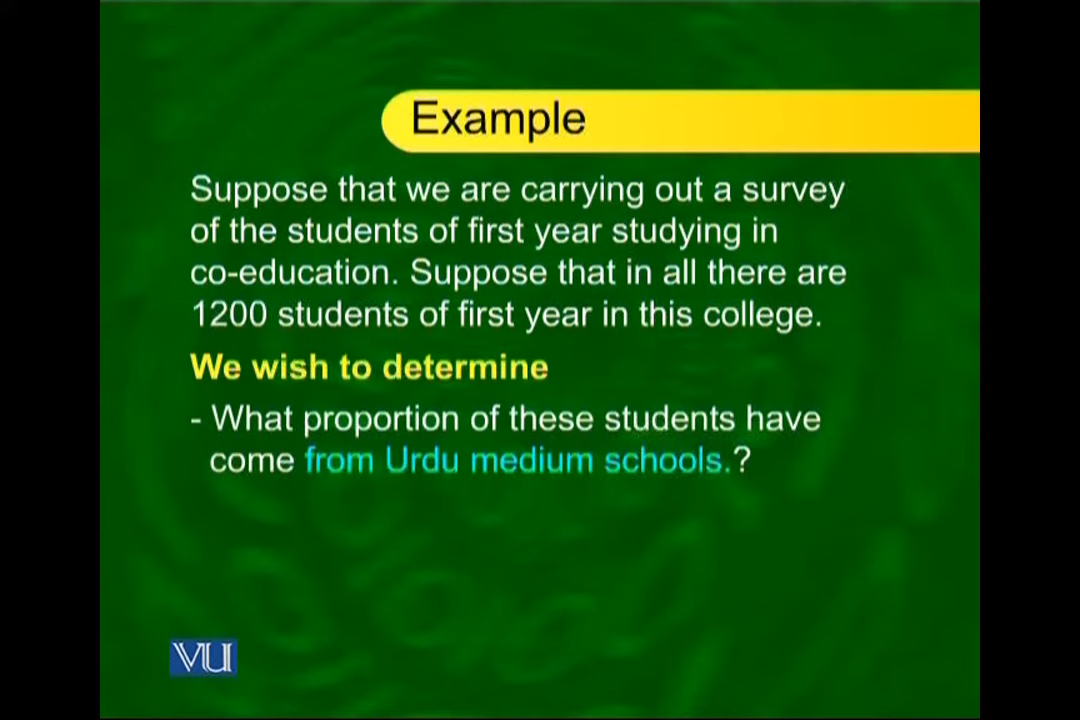 Example
Suppose that we are carrying out a survey
of the students of first year studying in
co-education. Suppose that in all there are
1200 students of first year in this college.
We wish to determine
- What proportion of these students have
come from Urdu medium schools.?
VU